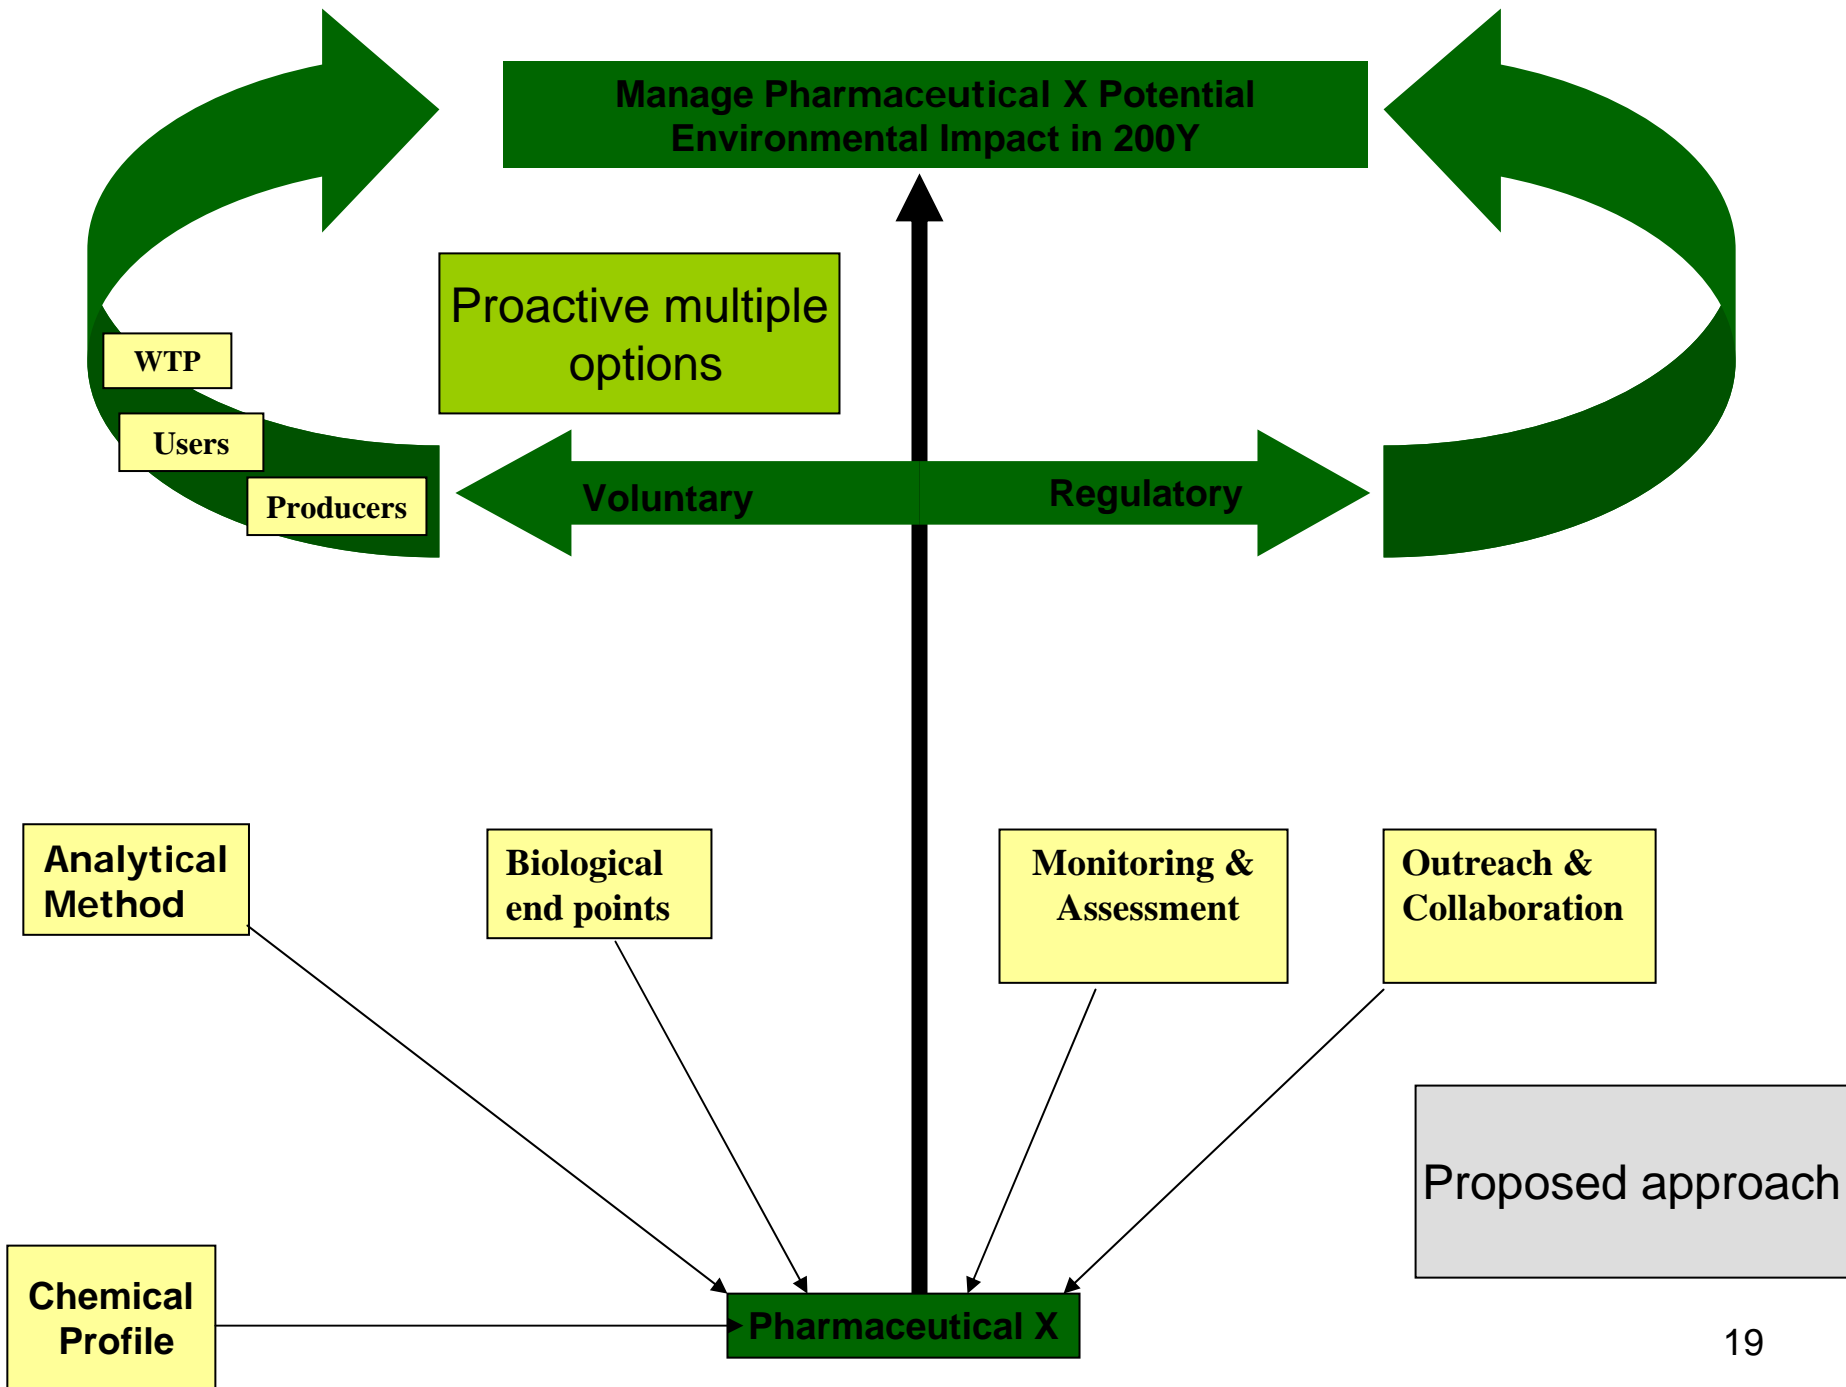 Manage Pharmaceutical X Potential
Environmental Impact in 200Y
Proactive multiple
options
WTP
Users
Producers
Voluntary
Regulatory
Analytical
Method
Biological
end points
Monitoring &
Assessment
Outreach &
Collaboration
Proposed approach
Chemical
Profile
Pharmaceutical X
19